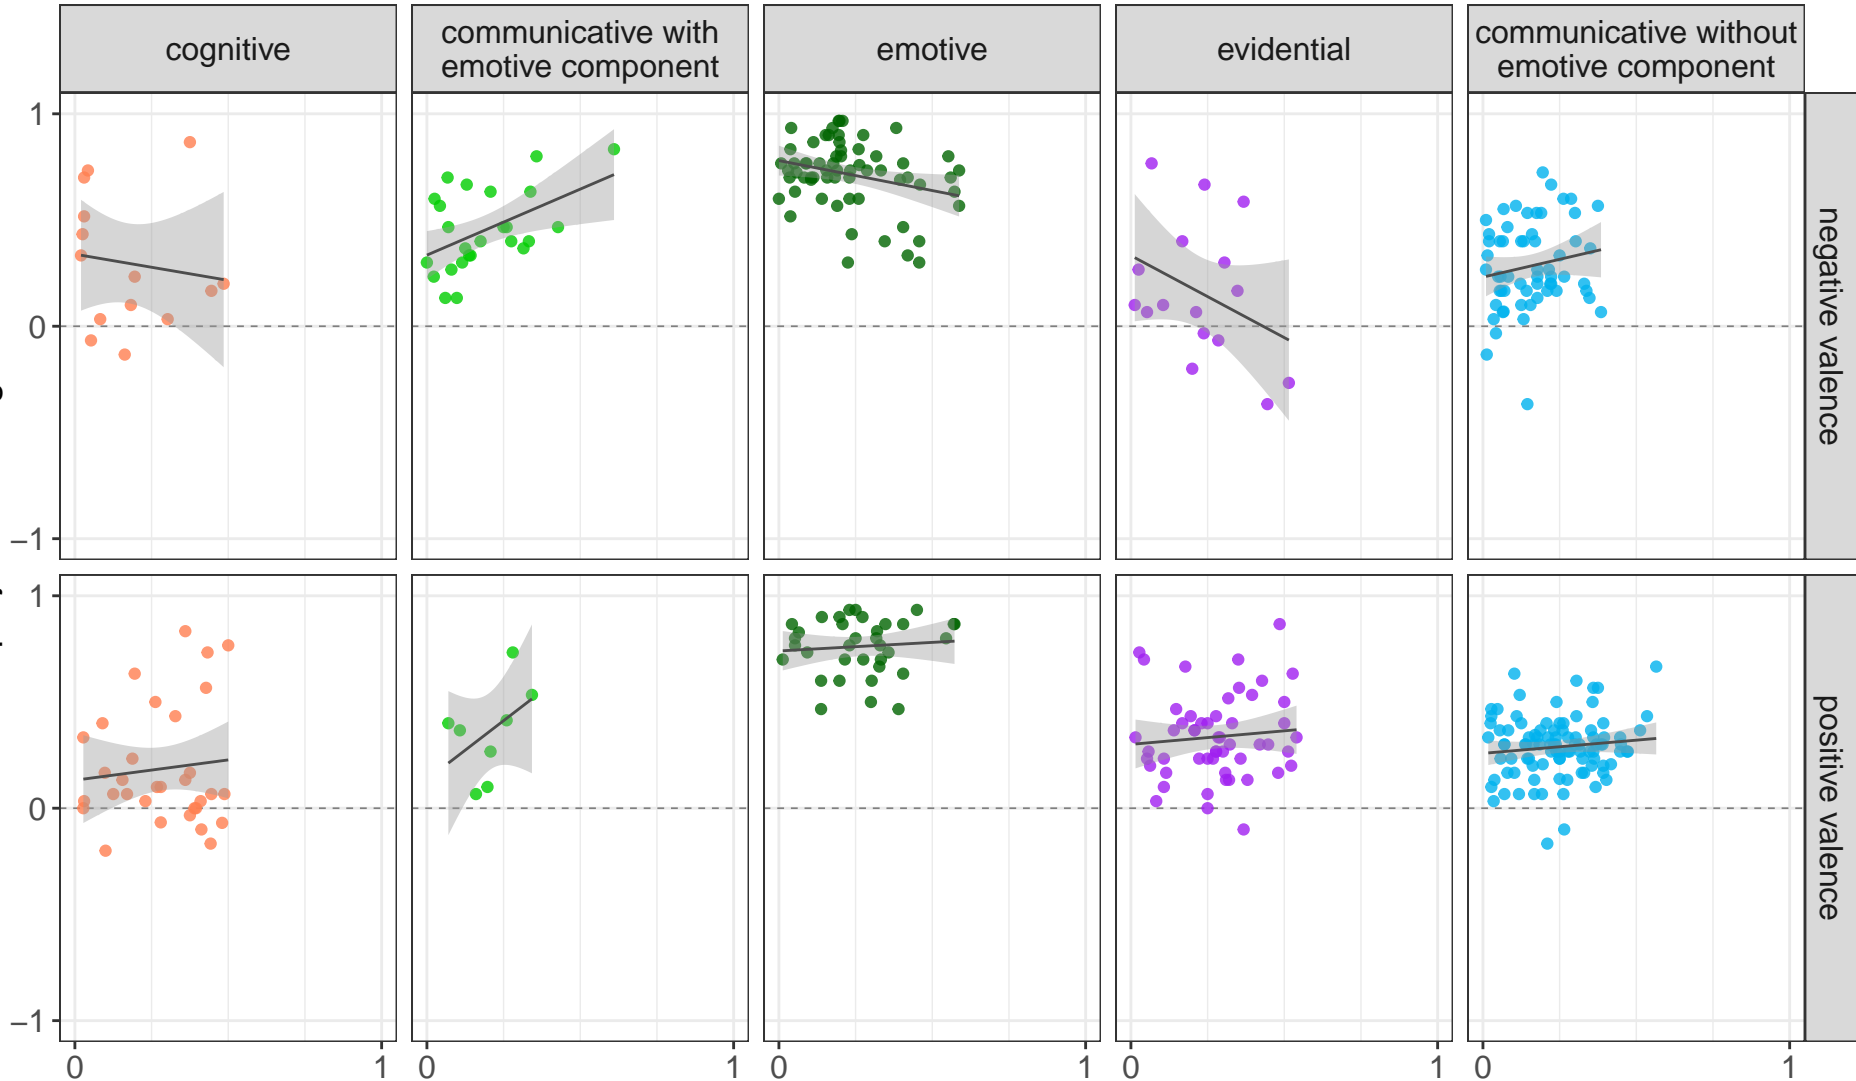 cognitive
communicative with
emotive component
emotive
evidential
communicative without
emotive component
1
0
−1
negative valence
1
0
−1
positive valence
0 1 0 1 0 1 0 1 0 1